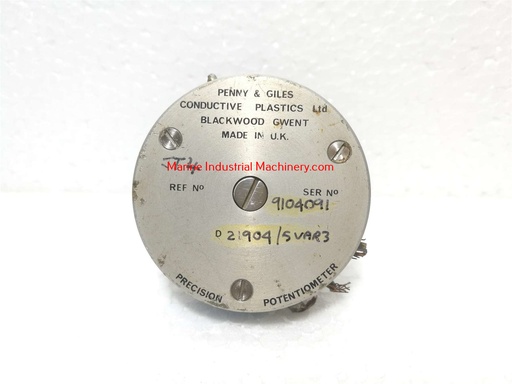 PENNY & GILES
CONDUCTIVE PLASTICS Ltd.
BLACKWOOD GWENT
MADE IN U.K.
Marine Industrial Machinery.com
REF Nº
SER Nº
9104091
D 21904/5VAR3
PRECISION POTENTIOMETER